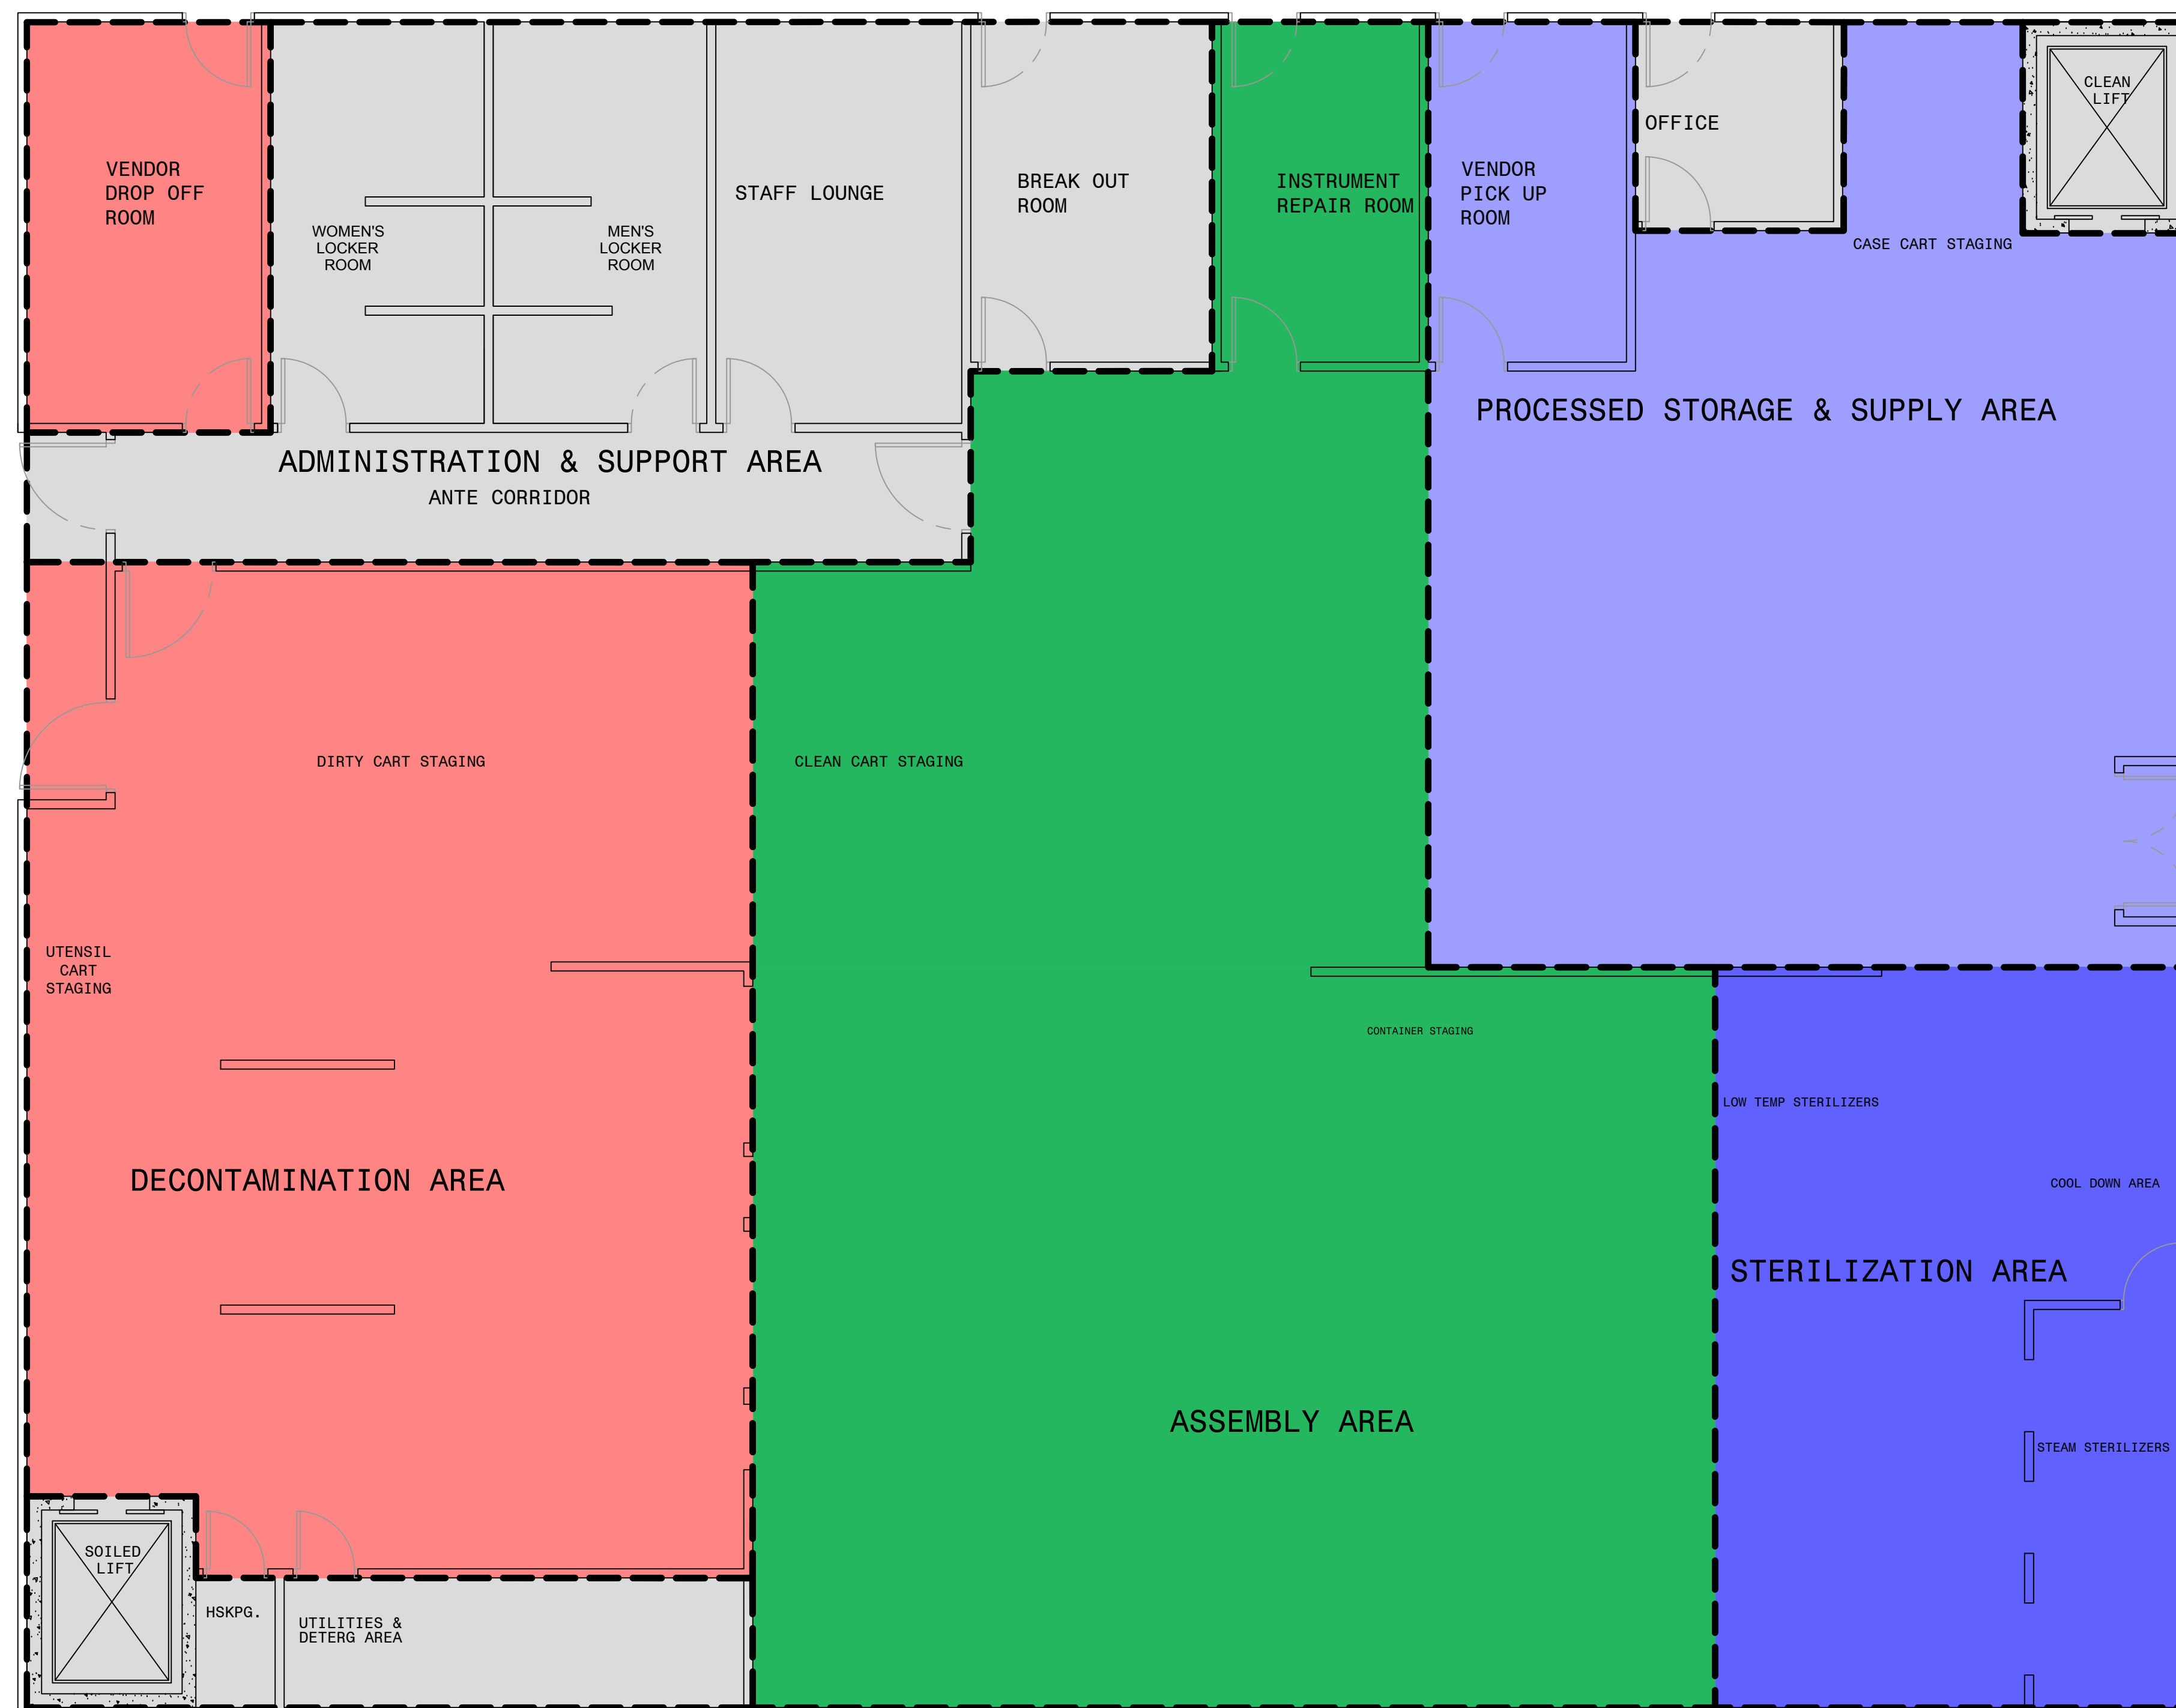 VENDOR
DROP OFF
ROOM
WOMEN'S
LOCKER
ROOM
MEN'S
LOCKER
ROOM
STAFF LOUNGE
BREAK OUT
ROOM
INSTRUMENT
REPAIR ROOM
VENDOR
PICK UP
ROOM
OFFICE
CASE CART STAGING
CLEAN
LIFT
PROCESSED STORAGE & SUPPLY AREA
ADMINISTRATION & SUPPORT AREA
ANTE CORRIDOR
DIRTY CART STAGING
CLEAN CART STAGING
UTENSIL
CART
STAGING
CONTAINER STAGING
LOW TEMP STERILIZERS
DECONTAMINATION AREA
COOL DOWN AREA
STERILIZATION AREA
ASSEMBLY AREA
STEAM STERILIZERS
SOILED
LIFT
HSKPG.
UTILITIES &
DETERG AREA